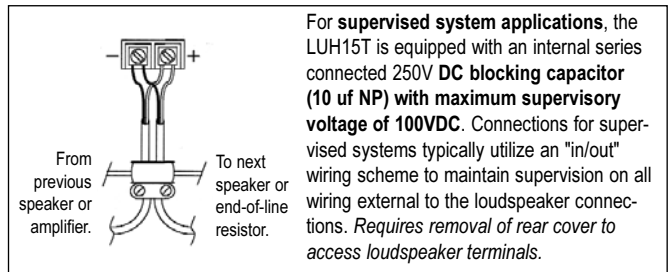 For supervised system applications, the
LUH15T is equipped with an internal series
connected 250V DC blocking capacitor
(10 uf NP) with maximum supervisory
voltage of 100VDC. Connections for super-
vised systems typically utilize an "in/out"
wiring scheme to maintain supervision on all
wiring external to the loudspeaker connec-
tions. Requires removal of rear cover to
access loudspeaker terminals.
- +
From
previous
speaker or
amplifier.
To next
speaker or
end-of-line
resistor.